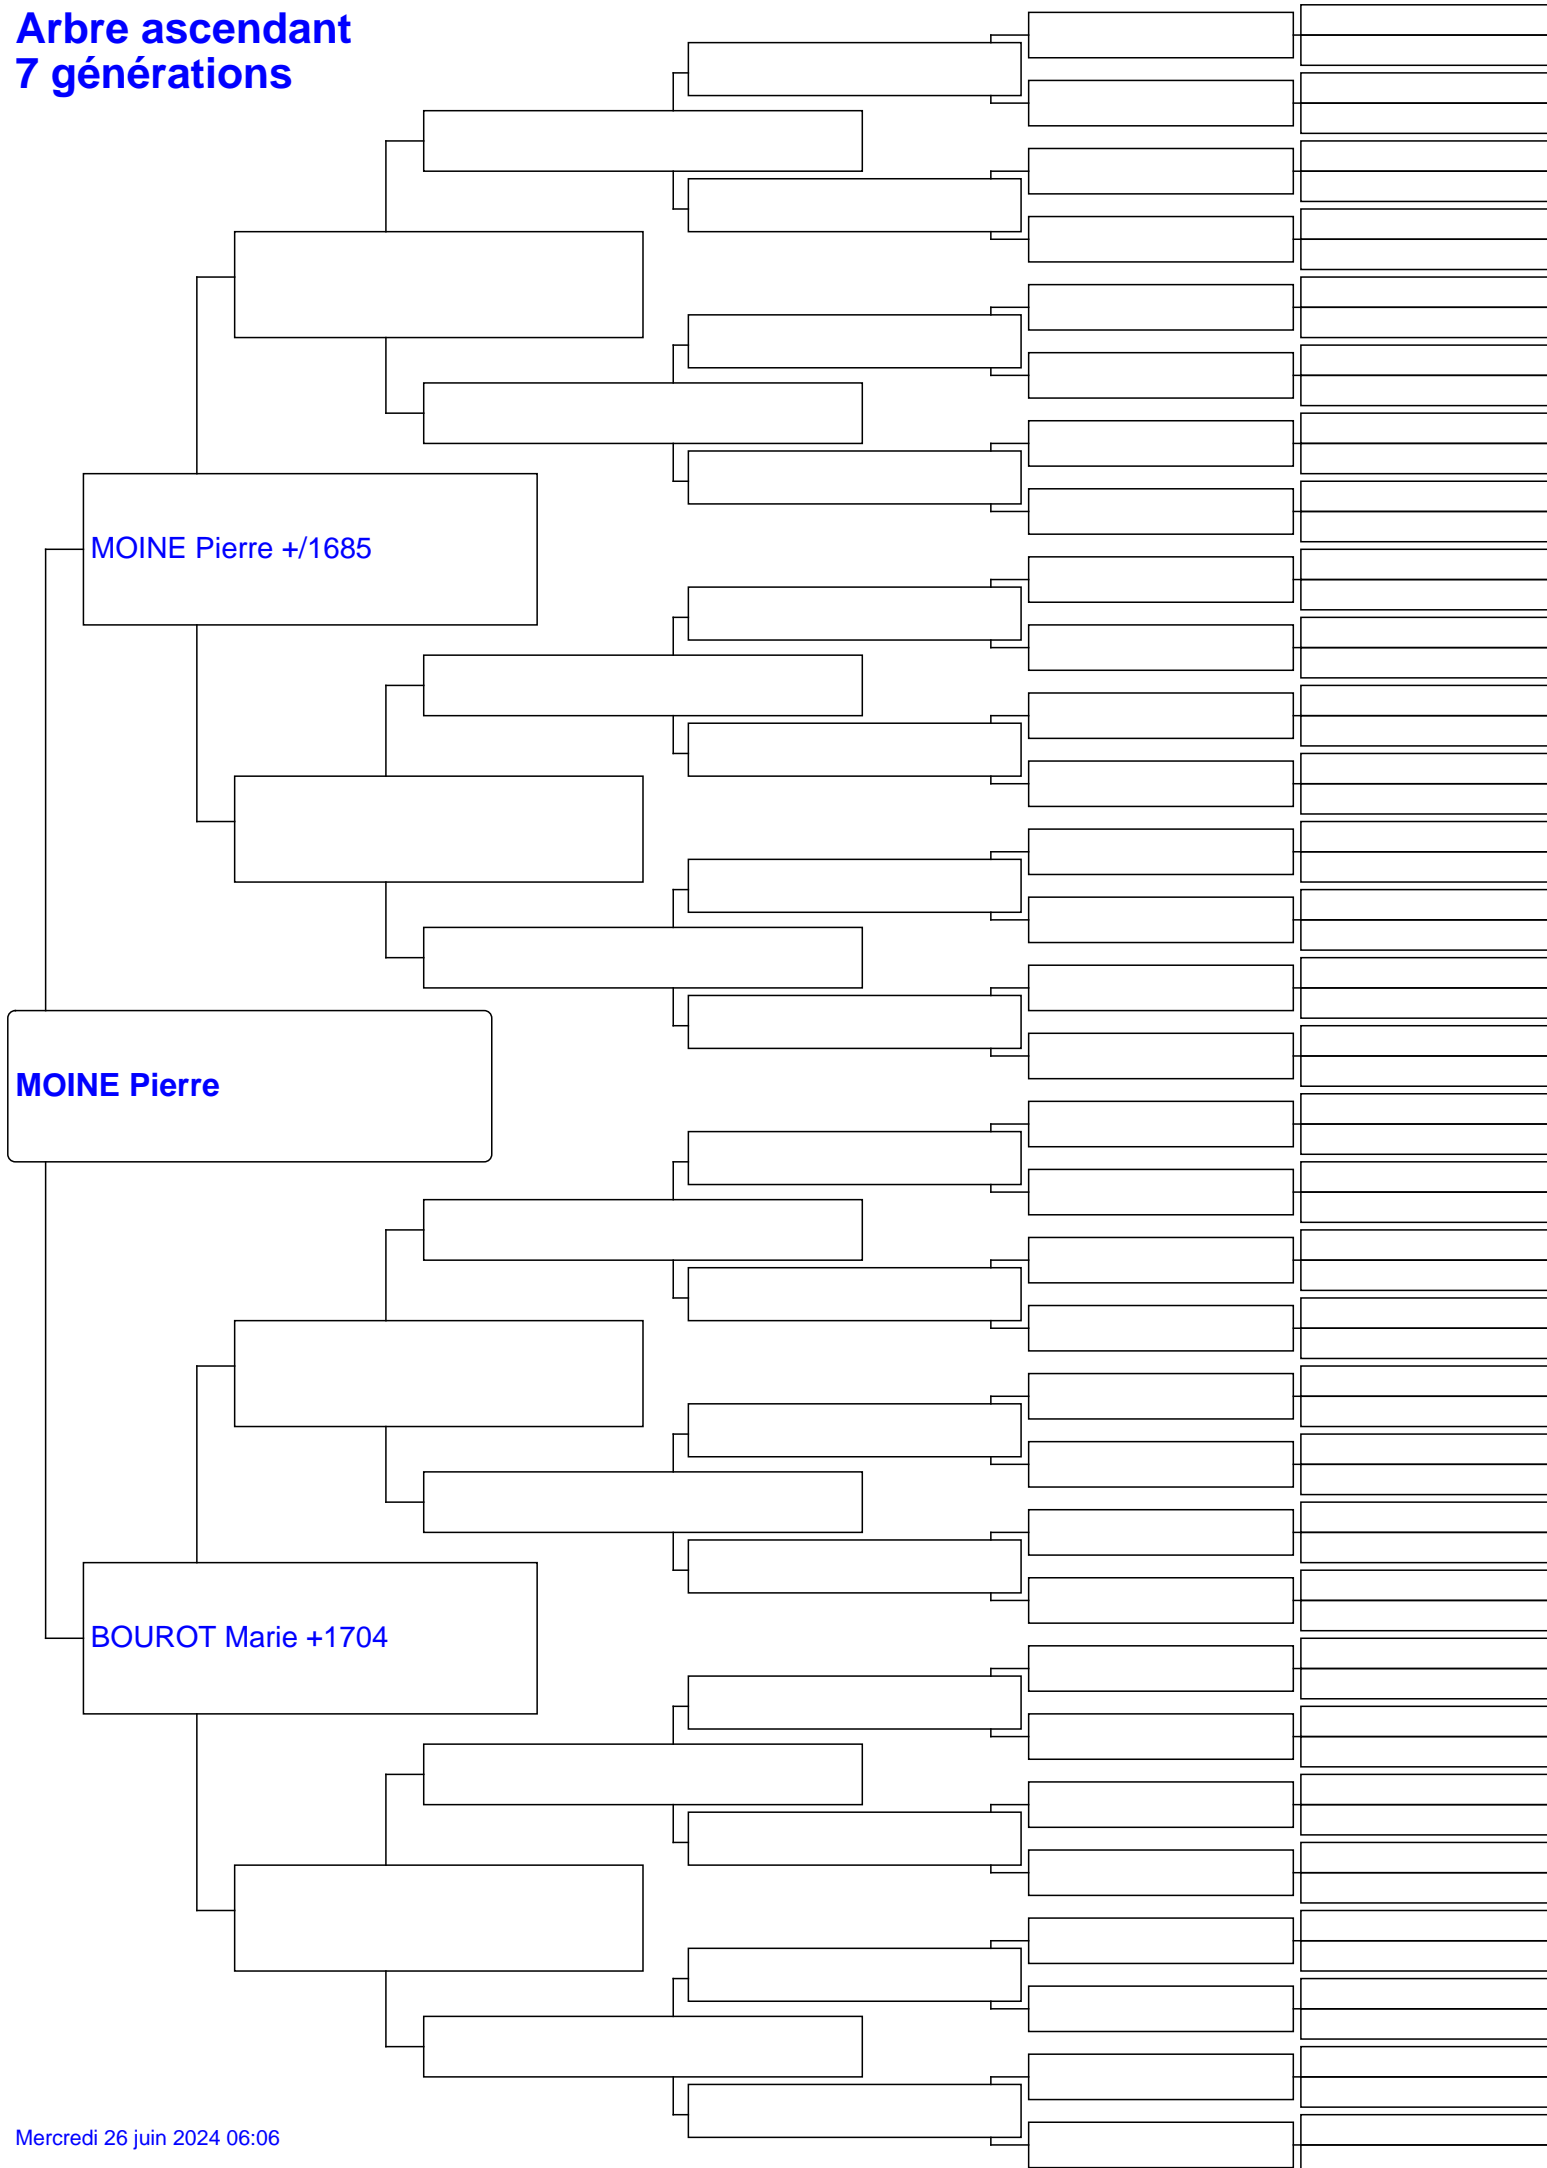 Arbre ascendant
7 générations
MOINE Pierre +/1685
MOINE Pierre
BOUROT Marie +1704
Mercredi 26 juin 2024 06:06